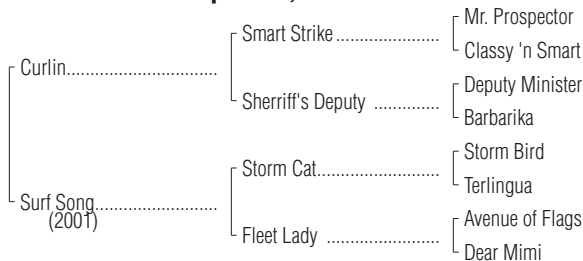 Mr. Prospector
Smart Strike
Classy 'n Smart
Curlin
Deputy Minister
Sherriff's Deputy
Barbarika
Storm Bird
Storm Cat
Terlingua
Surf Song
(2001)
Avenue of Flags
Fleet Lady
Dear Mimi